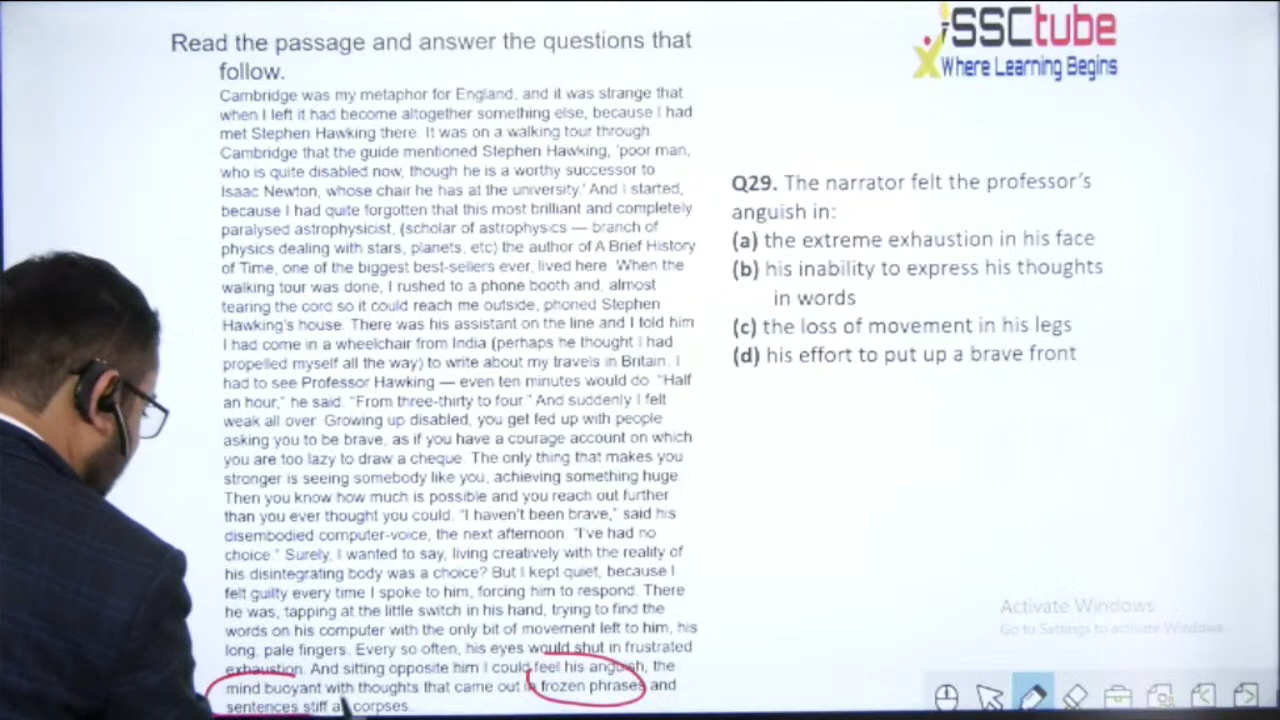 Read the passage and answer the questions that
follow.
Cambridge was my metaphor for England, and it was strange that
when I left it had become altogether something else, because I had
met Stephen Hawking there. It was on a walking tour through
Cambridge that the guide mentioned Stephen Hawking, 'poor man,
who is quite disabled now, though he is a worthy successor to
Isaac Newton, whose chair he has at the university.' And I started,
because I had quite forgotten that this most brilliant and completely
paralysed astrophysicist, (scholar of astrophysics — branch of
physics dealing with stars, planets, etc) the author of A Brief History
of Time, one of the biggest best-sellers ever, lived here. When the
walking tour was done, I rushed to a phone booth and, almost
tearing the cord so it could reach me outside, phoned Stephen
Hawking's house. There was his assistant on the line and I told him
I had come in a wheelchair from India (perhaps he thought I had
propelled myself all the way) to write about my travels in Britain. I
had to see Professor Hawking — even ten minutes would do. "Half
an hour," he said. "From three-thirty to four." And suddenly I felt
weak all over. Growing up disabled, you get fed up with people
asking you to be brave, as if you have a courage account on which
you are too lazy to draw a cheque. The only thing that makes you
stronger is seeing somebody like you, achieving something huge.
Then you know how much is possible and you reach out further
than you ever thought you could. "I haven't been brave," said his
disembodied computer-voice, the next afternoon. "I've had no
choice." Surely, I wanted to say, living creatively with the reality of
his disintegrating body was a choice? But I kept quiet, because I
felt guilty every time I spoke to him, forcing him to respond. There
he was, tapping at the little switch in his hand, trying to find the
words on his computer with the only bit of movement left to him, his
long, pale fingers. Every so often, his eyes would shut in frustrated
exhaustion. And sitting opposite him I could feel his anguish, the
mind buoyant with thoughts that came out in frozen phrases and
sentences stiff as corpses.
iSSCtube
Where Learning Begins
Q29. The narrator felt the professor's
anguish in:
(a) the extreme exhaustion in his face
(b) his inability to express his thoughts
in words
(c) the loss of movement in his legs
(d) his effort to put up a brave front
Activate Windows
Go to Settings to activate Windows